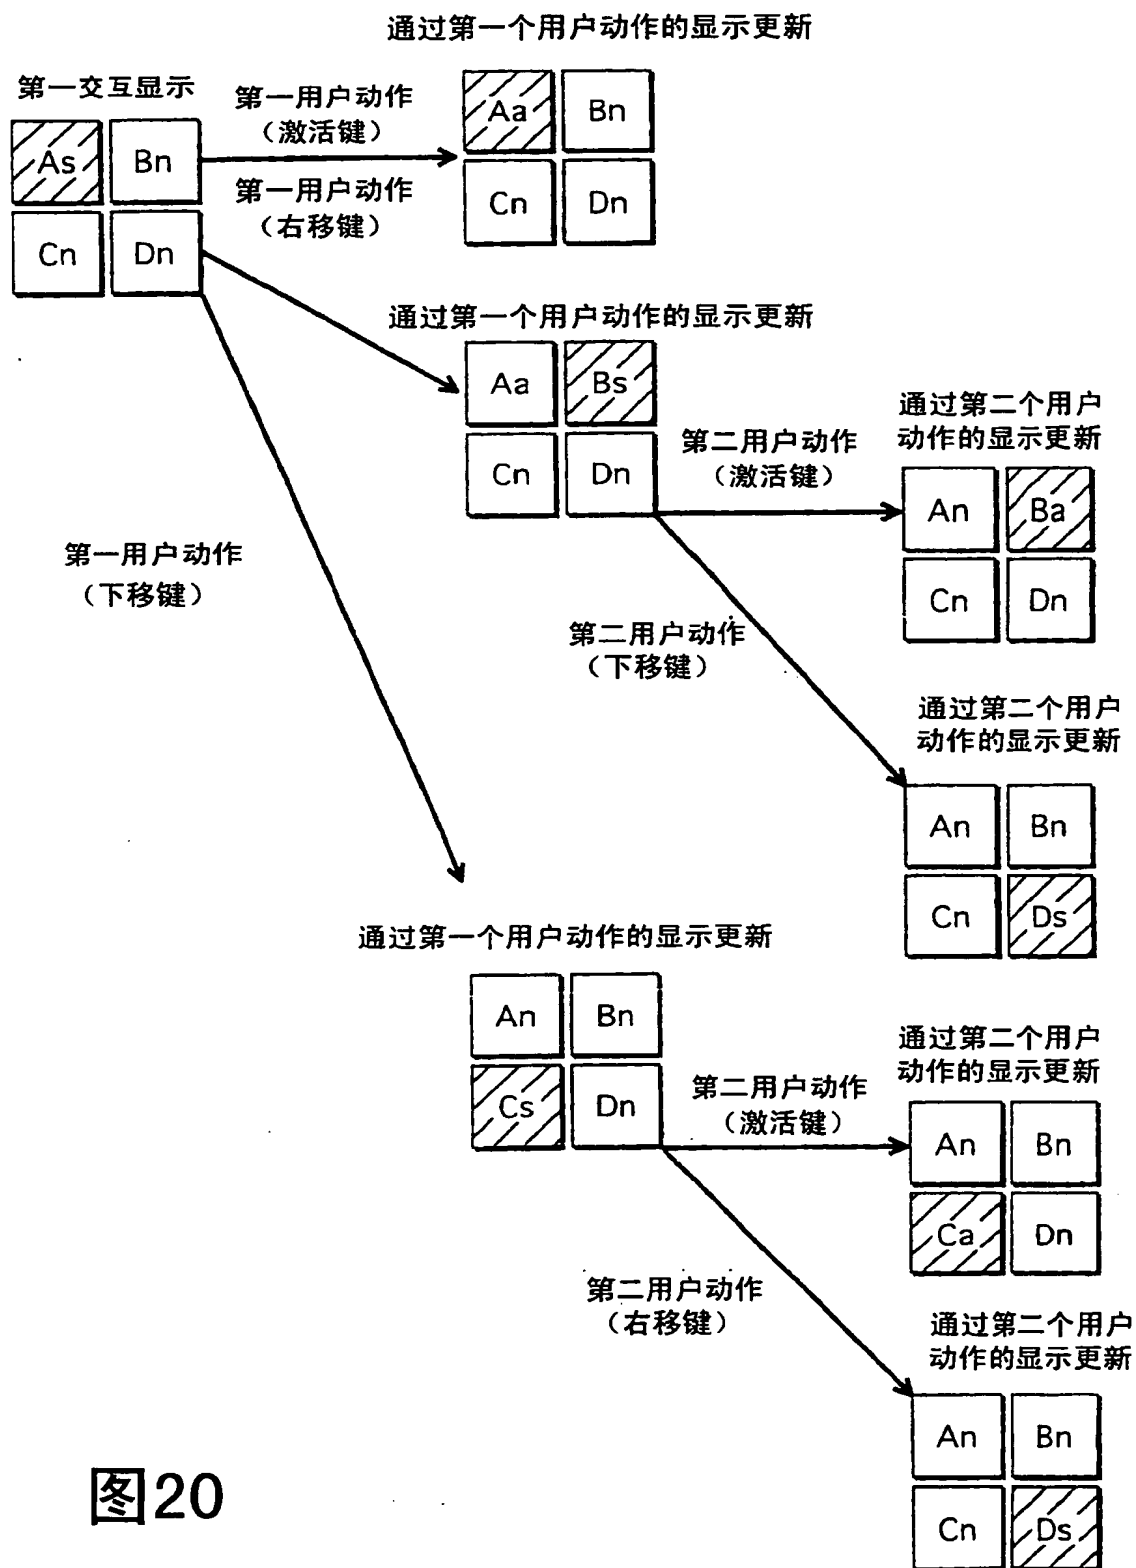 通过第一个用户动作的显示更新
第一交互显示
As Bn
Cn Dn
第一用户动作
（激活键）
第一用户动作
（右移键）
Aa Bn
Cn Dn
通过第一个用户动作的显示更新
Aa Bs
Cn Dn
第二用户动作
（激活键）
通过第二个用户
动作的显示更新
An Ba
Cn Dn
第一用户动作
（下移键）
第二用户动作
（下移键）
通过第二个用户
动作的显示更新
An Bn
Cn Ds
通过第一个用户动作的显示更新
An Bn
Cs Dn
第二用户动作
（激活键）
通过第二个用户
动作的显示更新
An Bn
Ca Dn
第二用户动作
（右移键）
通过第二个用户
动作的显示更新
An Bn
Cn Ds
图20